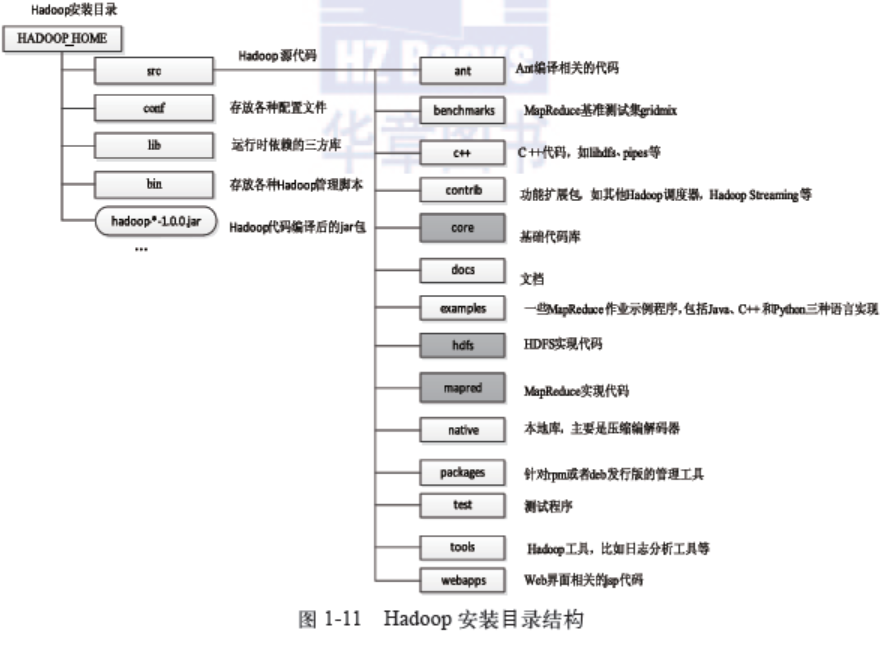 Hadoop安装目录
HADOOP_HOME
src Hadoop 源代码
conf 存放各种配置文件
lib 运行时依赖的三方库
bin 存放各种Hadoop管理脚本
hadoop-*-1.0.0.jar Hadoop代码编译后的jar包
...
ant Ant编译相关的代码
benchmarks MapReduce基准测试集gridmix
c++ C ++代码，如libhdfs、pipes等
contrib 功能扩展包，如其他Hadoop调度器，Hadoop Streaming等
core 基础代码库
docs 文档
examples 一些MapReduce 作业示例程序，包括Java、C++ 和Python三种语言实现
hdfs HDFS实现代码
mapred MapReduce实现代码
native 本地库，主要是压缩编解码器
packages 针对rpm或者deb发行版的管理工具
test 测试程序
tools Hadoop工具，比如日志分析工具等
webapps Web界面相关的jsp代码
HZ Books
华章图书
图 1-11 Hadoop 安装目录结构